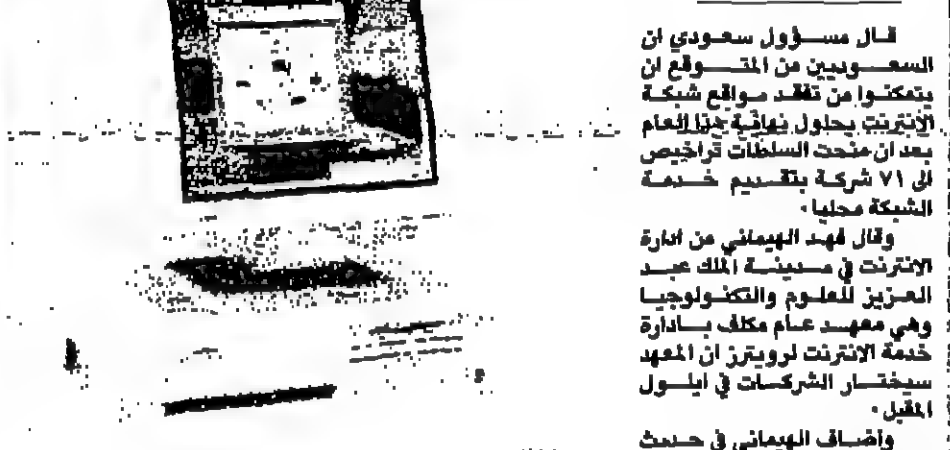 قال مسؤول سعودي ان
السعوديين من المتوقع ان
يتمكنوا من تفقد مواقع شبكة
الانترنت بحلول نهاية هذا العام
بعد ان منحت السلطات تراخيص
الى ٧١ شركة بتقديم خدمة
الشبكة محليا٠
وقال فهد الهيماني من ادارة
الانترنت في مدينة الملك عبد
العزيز للعلوم والتكنولوجيا
وهي معهد عام مكلف بادارة
خدمة الانترنت لرويترز ان المعهد
سيختار الشركات في ايلول
المقبل٠
وأضاف الهيماني في حديث